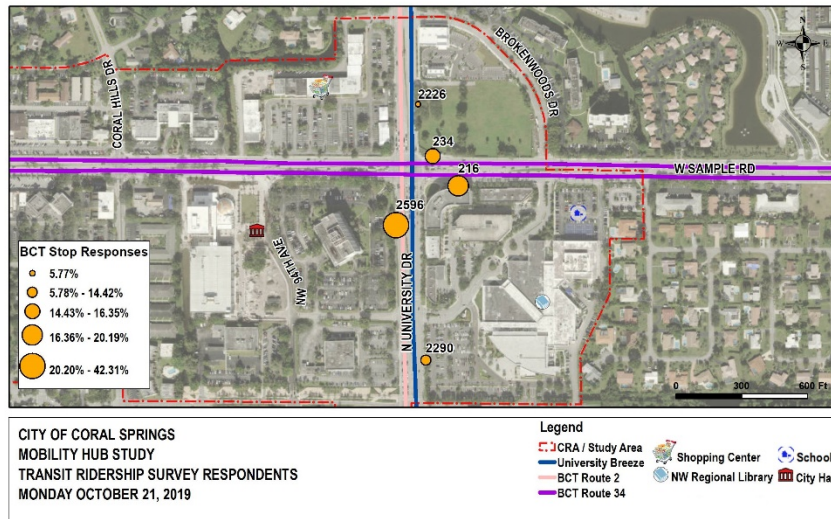 CORAL HILLS DR
BROKENWOODS DR
N
W E
S
2226
234
216
W SAMPLE RD
2596
NW 94TH AVE
N UNIVERSITY DR
2290
BCT Stop Responses
5.77%
5.78% - 14.42%
14.43% - 16.35%
16.36% - 20.19%
20.20% - 42.31%
0 300 600 Ft.
CITY OF CORAL SPRINGS
MOBILITY HUB STUDY
TRANSIT RIDERSHIP SURVEY RESPONDENTS
MONDAY OCTOBER 21, 2019
Legend
CRA / Study Area
University Breeze
BCT Route 2
BCT Route 34
Shopping Center
NW Regional Library
School
City Ha